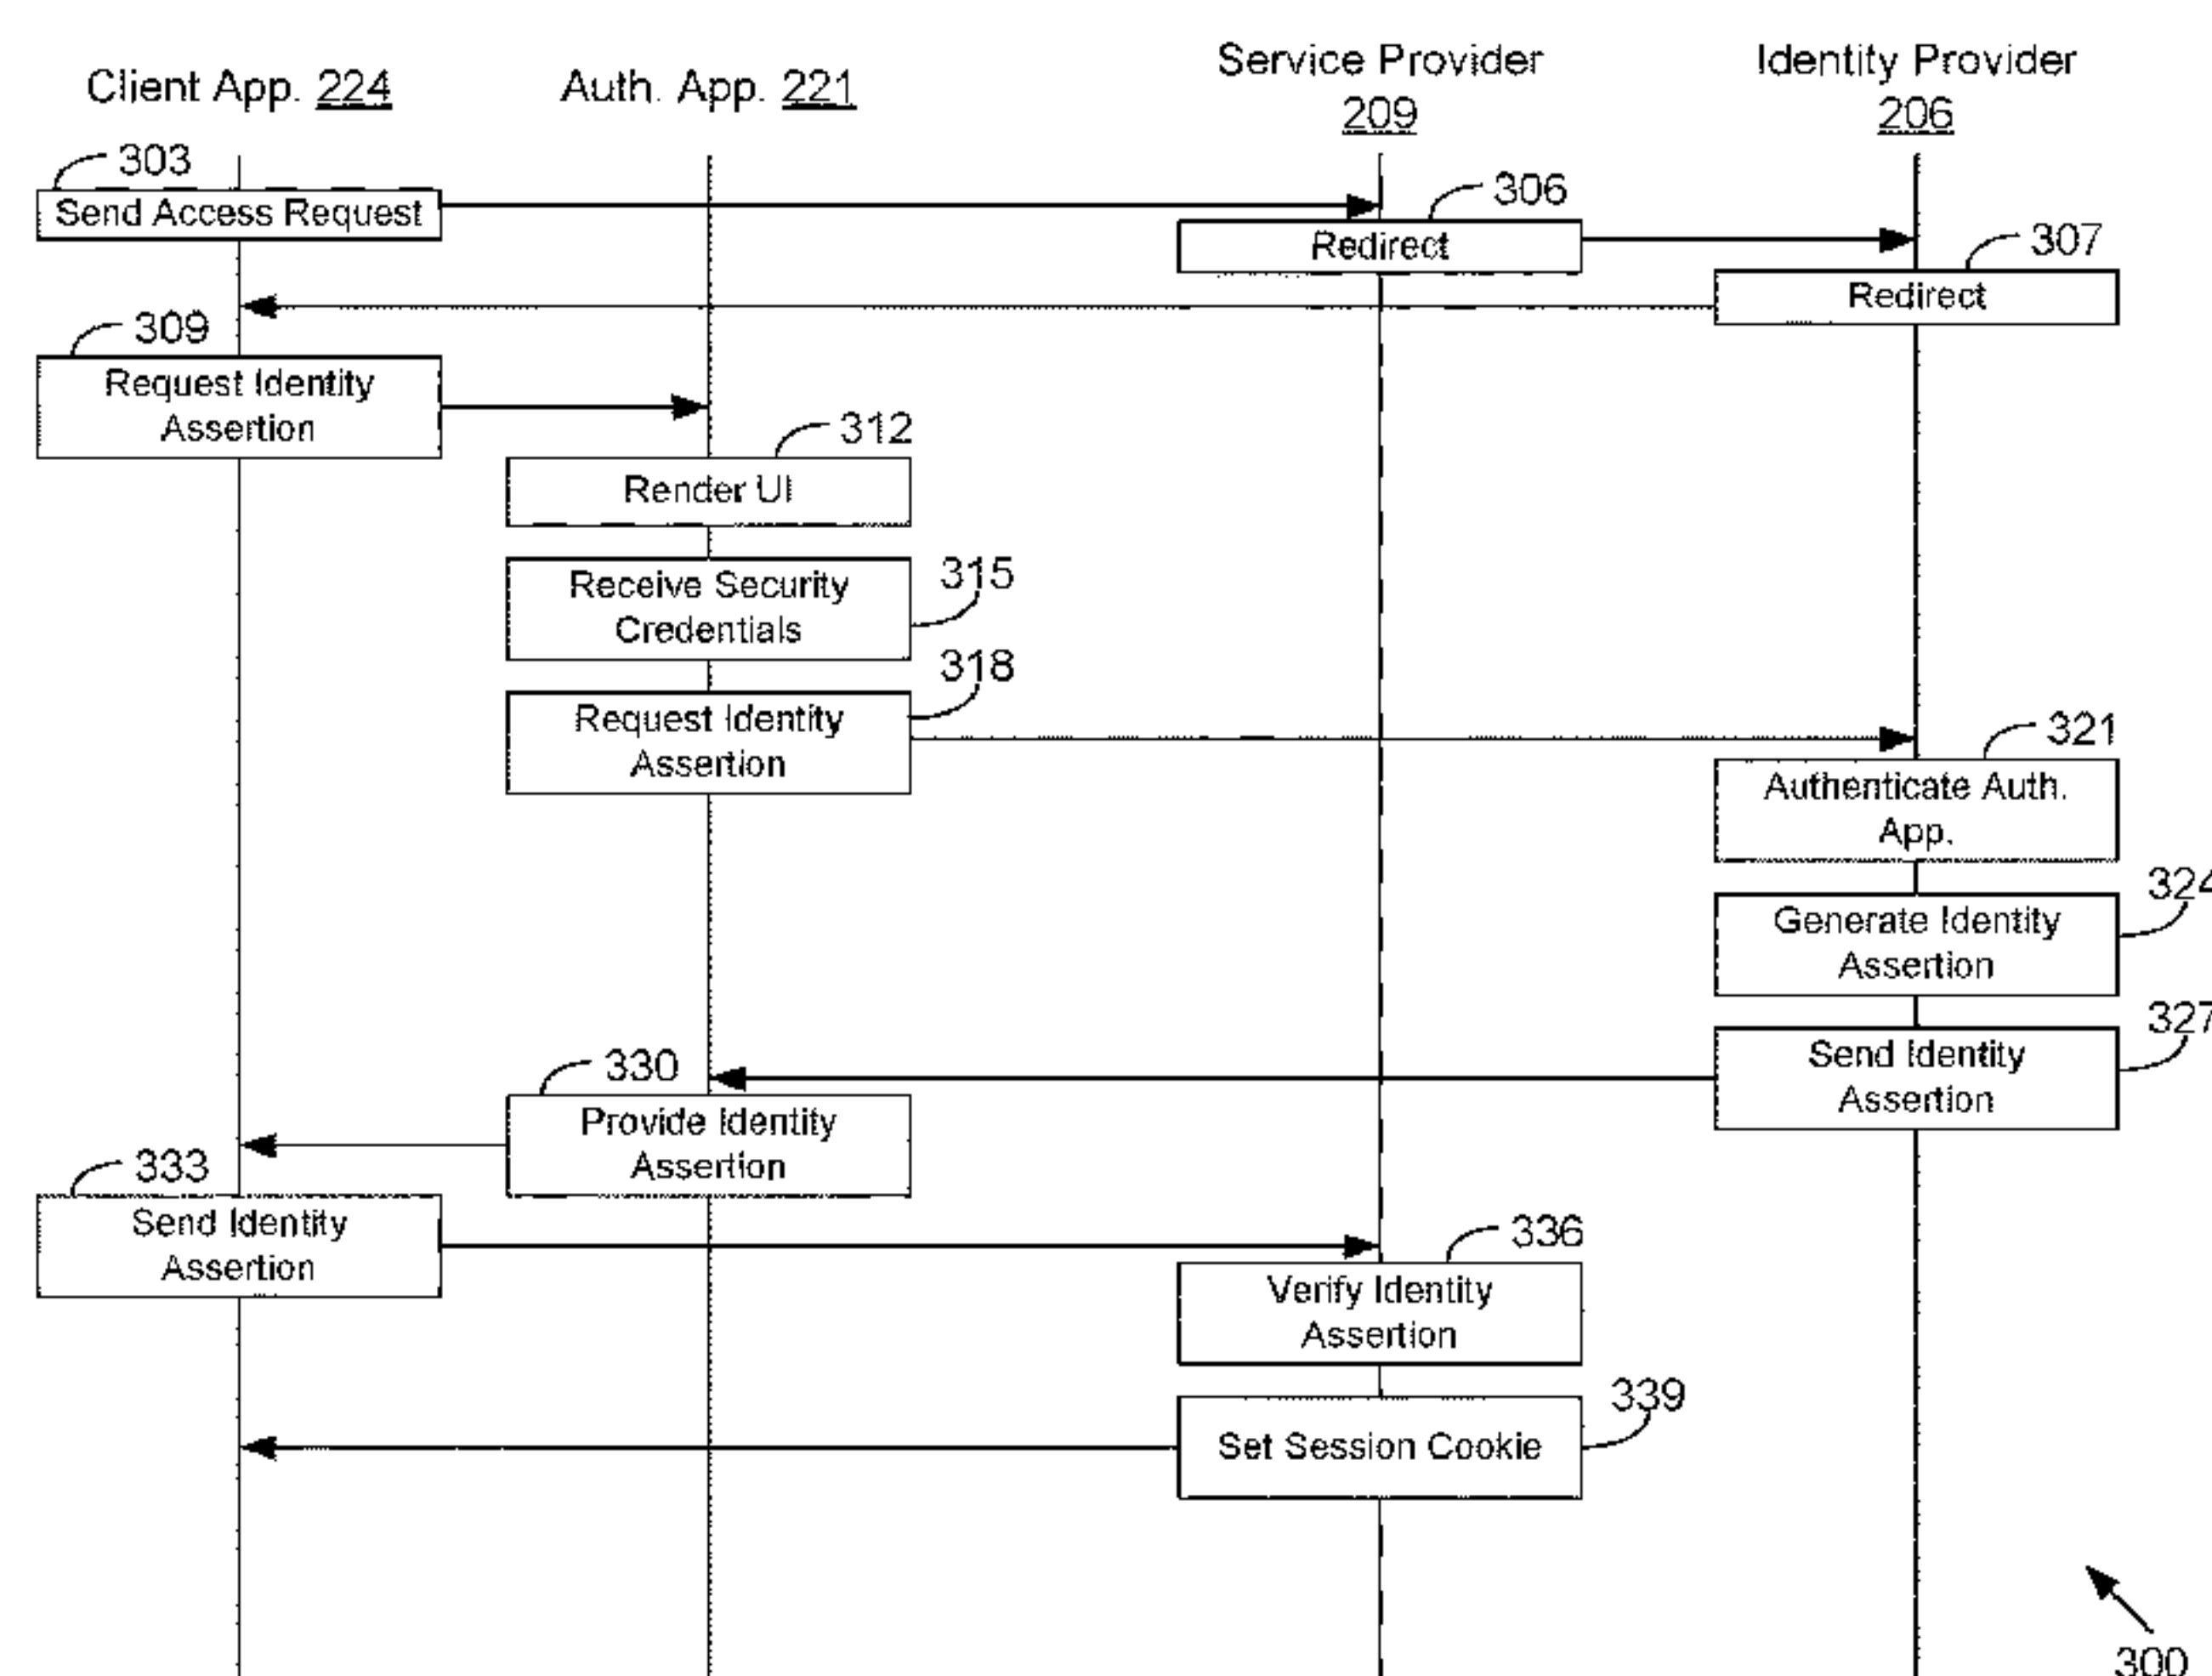 Client App. 224
Auth. App. 221
Service Provider
209
Identity Provider
206
303
Send Access Request
306
Redirect
307
Redirect
309
Request Identity
Assertion
312
Render UI
315
Receive Security
Credentials
318
Request Identity
Assertion
321
Authenticate Auth.
App.
324
Generate Identity
Assertion
327
Send Identity
Assertion
330
Provide Identity
Assertion
333
Send Identity
Assertion
336
Verify Identity
Assertion
339
Set Session Cookie
300